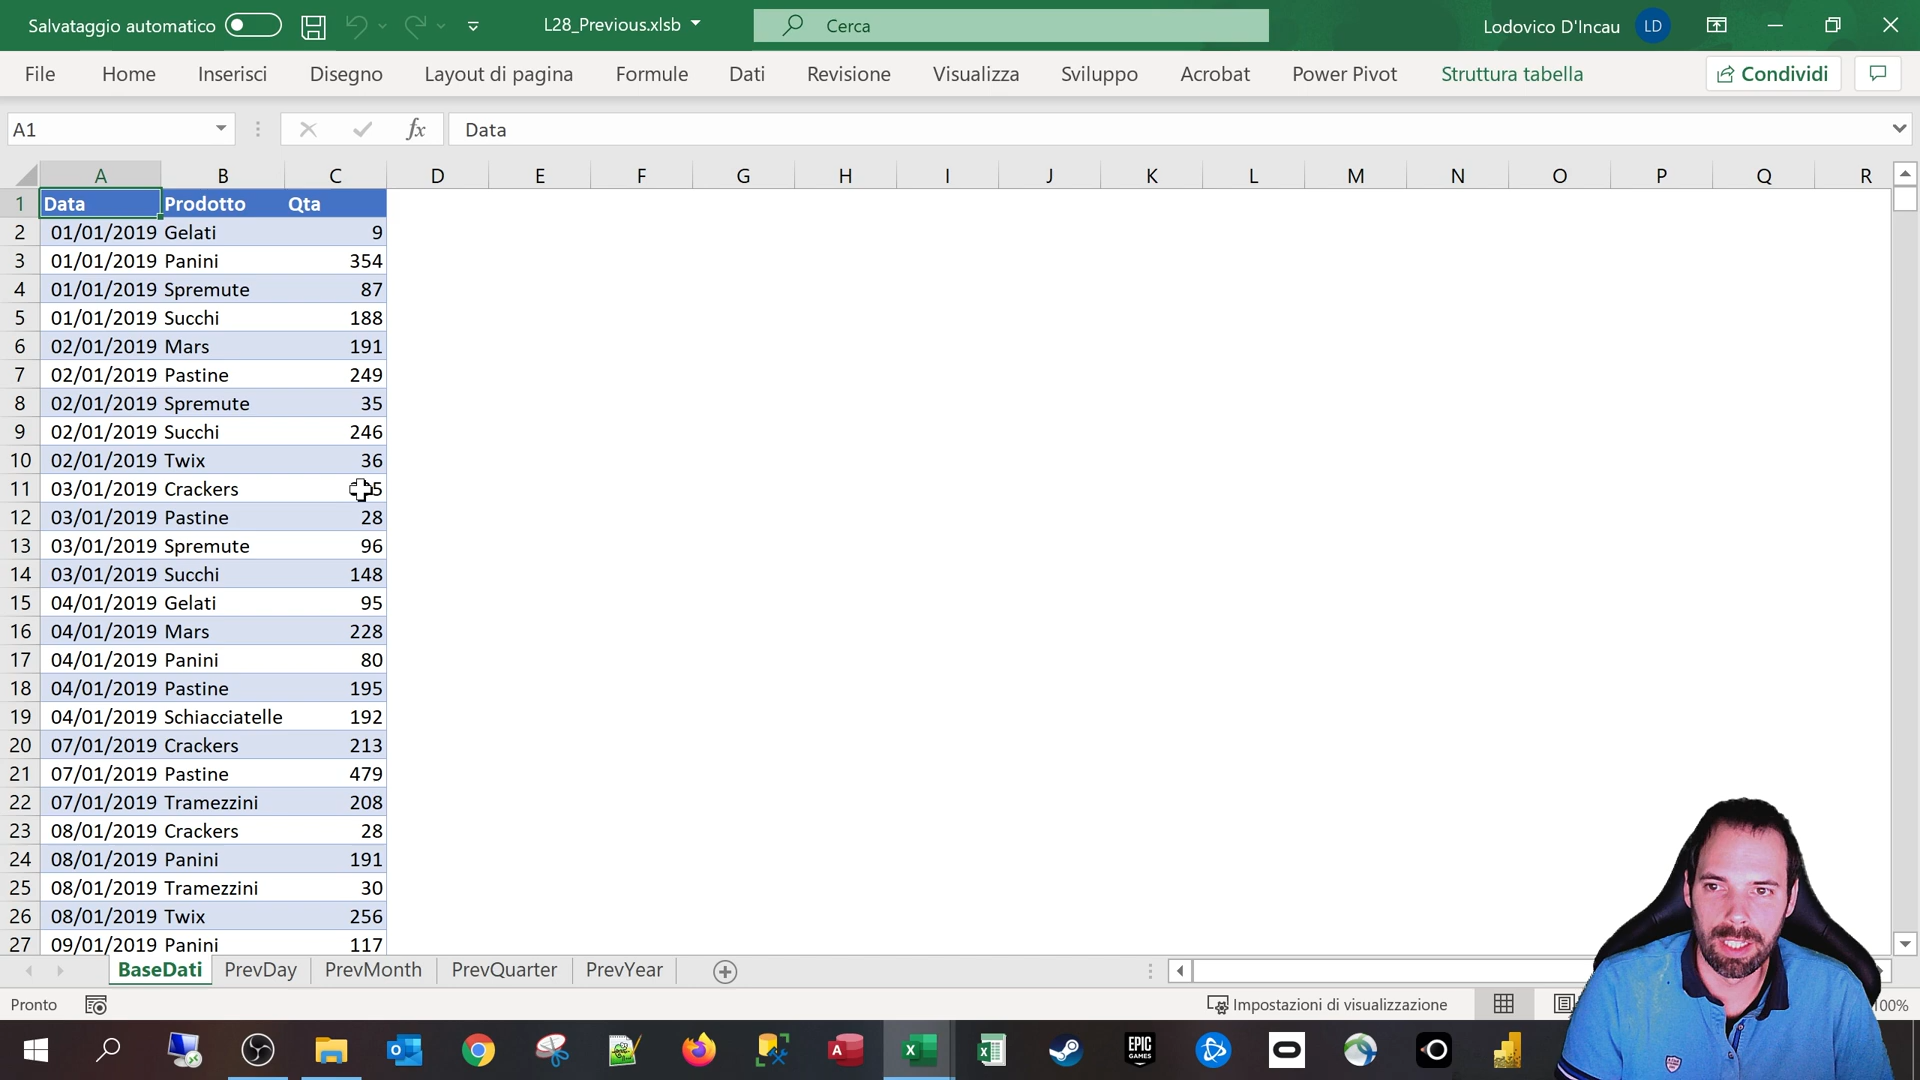 Salvataggio automatico
L28_Previous.xlsb
Cerca
Lodovico D'Incau
LD
File Home Inserisci Disegno Layout di pagina Formule Dati Revisione Visualizza Sviluppo Acrobat Power Pivot Struttura tabella Condividi
A1 fx Data
A B C D E F G H I J K L M N O P Q R
1 Data Prodotto Qta
2 01/01/2019 Gelati 9
3 01/01/2019 Panini 354
4 01/01/2019 Spremute 87
5 01/01/2019 Succhi 188
6 02/01/2019 Mars 191
7 02/01/2019 Pastine 249
8 02/01/2019 Spremute 35
9 02/01/2019 Succhi 246
10 02/01/2019 Twix 36
11 03/01/2019 Crackers
12 03/01/2019 Pastine 28
13 03/01/2019 Spremute 96
14 03/01/2019 Succhi 148
15 04/01/2019 Gelati 95
16 04/01/2019 Mars 228
17 04/01/2019 Panini 80
18 04/01/2019 Pastine 195
19 04/01/2019 Schiacciatelle 192
20 07/01/2019 Crackers 213
21 07/01/2019 Pastine 479
22 07/01/2019 Tramezzini 208
23 08/01/2019 Crackers 28
24 08/01/2019 Panini 191
25 08/01/2019 Tramezzini 30
26 08/01/2019 Twix 256
27 09/01/2019 Panini 117
BaseDati PrevDay PrevMonth PrevQuarter PrevYear
Pronto
Impostazioni di visualizzazione
100%
EPIC GAMES